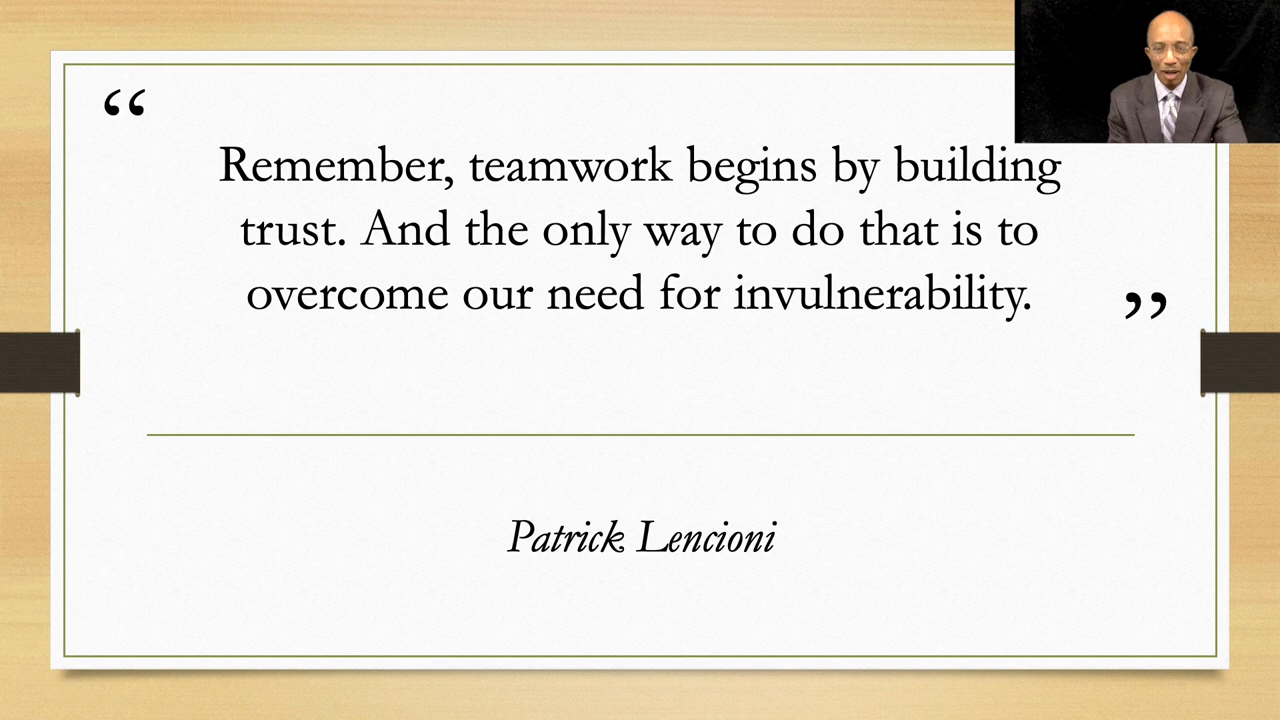 “
Remember, teamwork begins by building
trust. And the only way to do that is to
overcome our need for invulnerability.
”
Patrick Lencioni